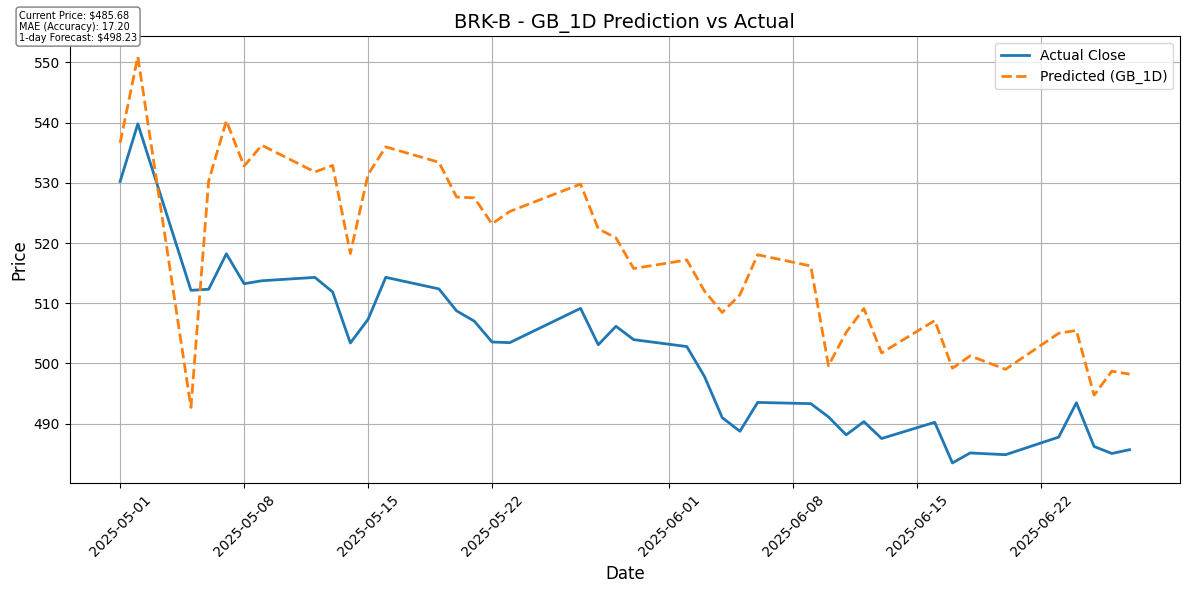 Current Price: $485.68
MAE (Accuracy): 17.20
1-day Forecast: $498.23
BRK-B - GB_1D Prediction vs Actual
Actual Close
Predicted (GB_1D)
Price
550
540
530
520
510
500
490
2025-05-01
2025-05-08
2025-05-15
2025-05-22
2025-06-01
2025-06-08
2025-06-15
2025-06-22
Date